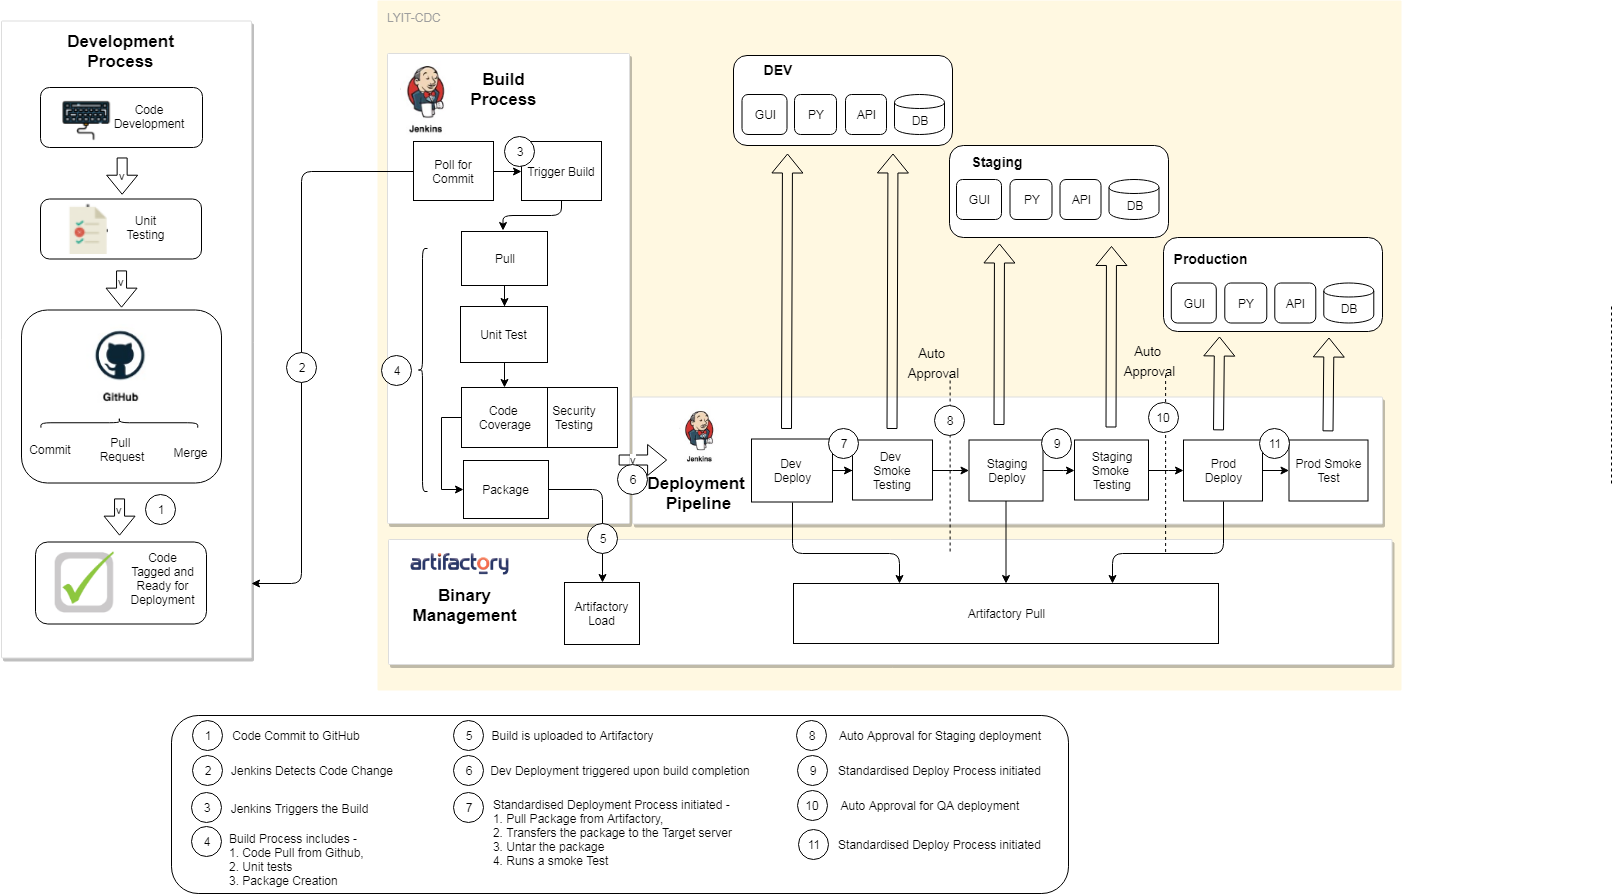 LYIT-CDC
Development
Process
Code
Development
v
Unit
Testing
v
GitHub
Commit
Pull
Request
Merge
v
1
Code
Tagged and
Ready for
Deployment
2
Jenkins
Build
Process
Poll for
Commit
3
Trigger Build
Pull
Unit Test
4
Code
Coverage
Security
Testing
Package
v
6
5
DEV
GUI
PY
API
DB
Staging
GUI
PY
API
DB
Production
GUI
PY
API
DB
Auto
Approval
Auto
Approval
Jenkins
Deployment
Pipeline
Dev
Deploy
7
Dev
Smoke
Testing
8
Staging
Deploy
9
Staging
Smoke
Testing
10
Prod
Deploy
11
Prod Smoke
Test
artifactory
Binary
Management
Artifactory
Load
Artifactory Pull
1 Code Commit to GitHub
2 Jenkins Detects Code Change
3 Jenkins Triggers the Build
4 Build Process includes -
1. Code Pull from Github,
2. Unit tests
3. Package Creation
5 Build is uploaded to Artifactory
6 Dev Deployment triggered upon build completion
7 Standardised Deployment Process initiated -
1. Pull Package from Artifactory,
2. Transfers the package to the Target server
3. Untar the package
4. Runs a smoke Test
8 Auto Approval for Staging deployment
9 Standardised Deploy Process initiated
10 Auto Approval for QA deployment
11 Standardised Deploy Process initiated